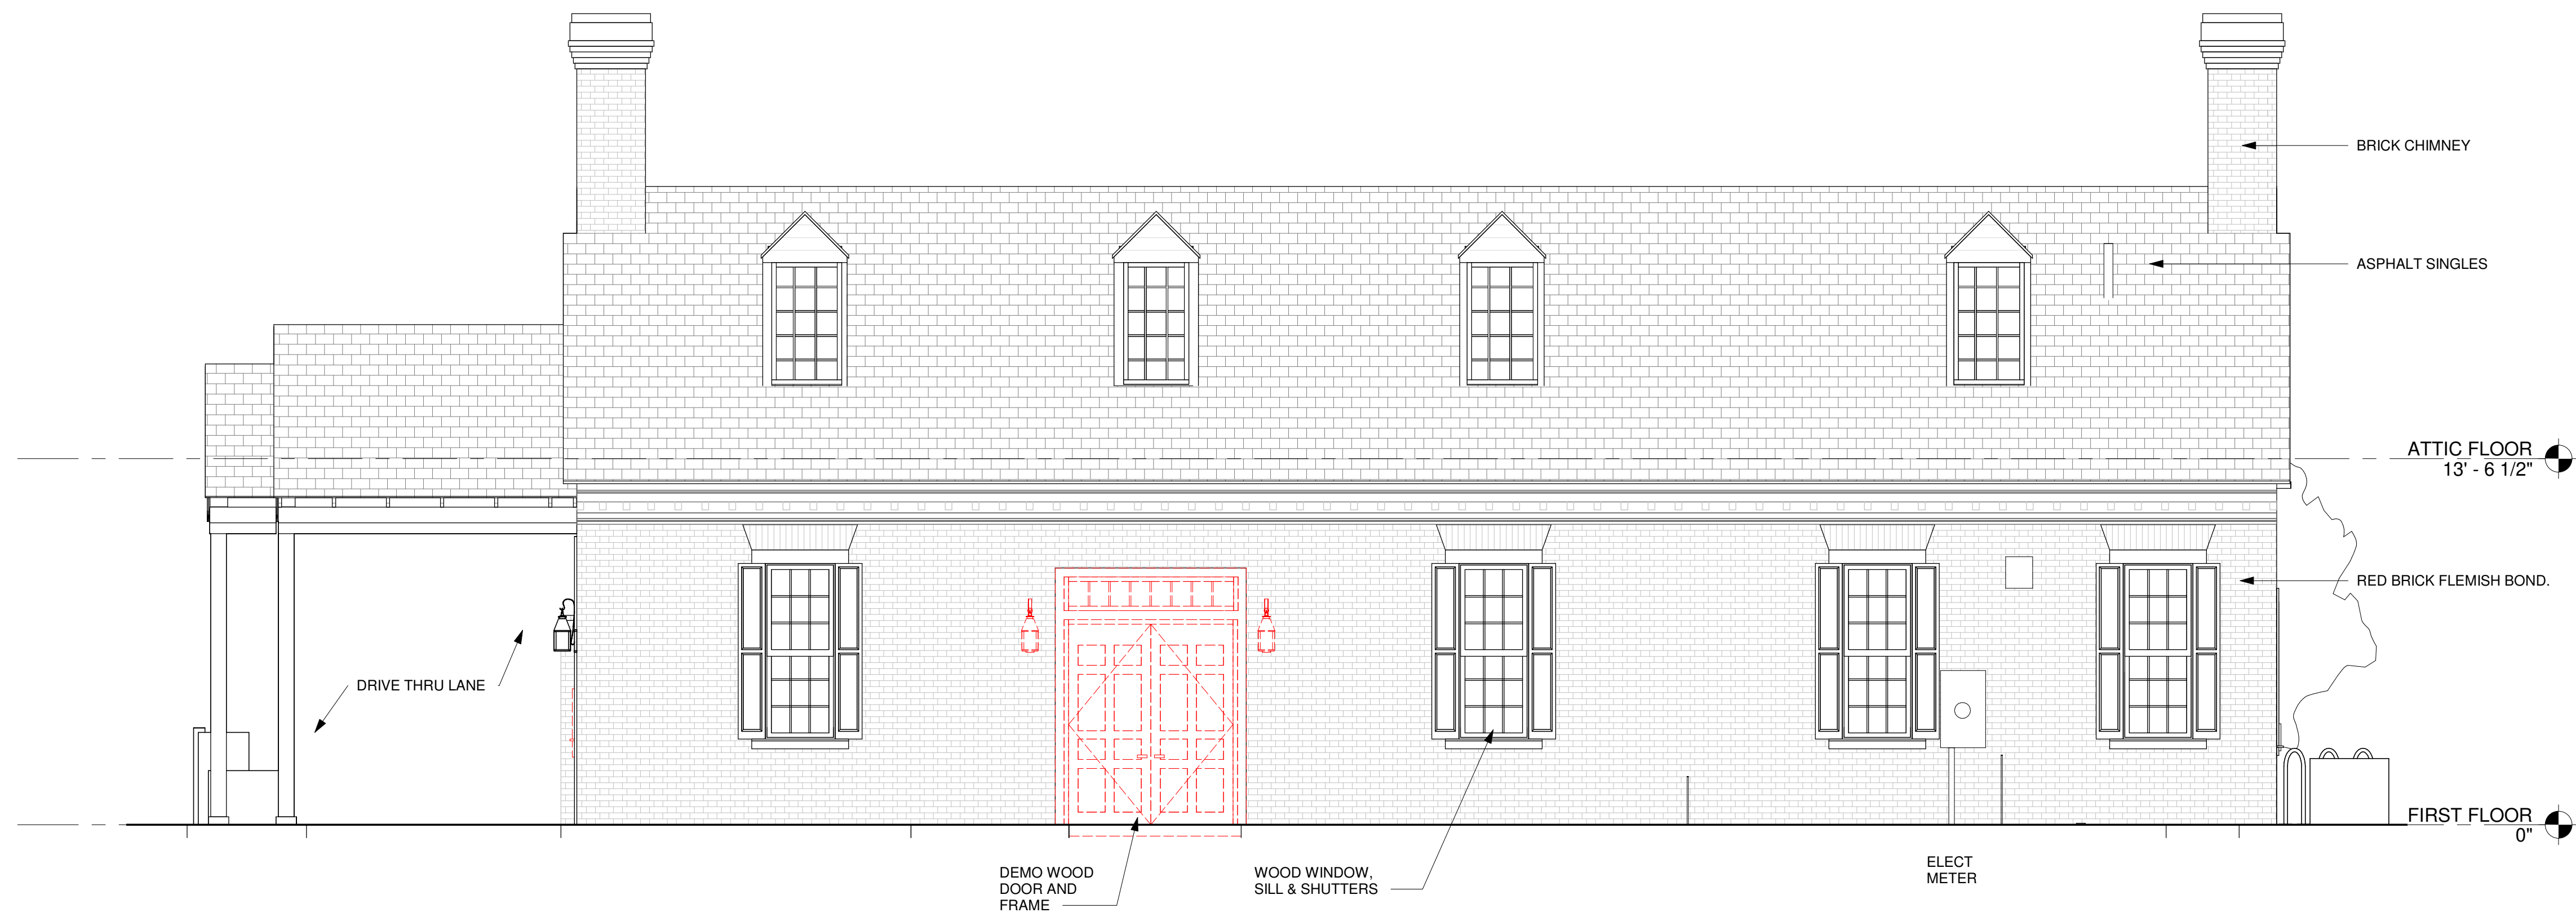 BRICK CHIMNEY
ASPHALT SINGLES
ATTIC FLOOR
13' - 6 1/2"
RED BRICK FLEMISH BOND.
DRIVE THRU LANE
FIRST FLOOR
0"
DEMO WOOD
DOOR AND
FRAME
WOOD WINDOW,
SILL & SHUTTERS
ELECT
METER